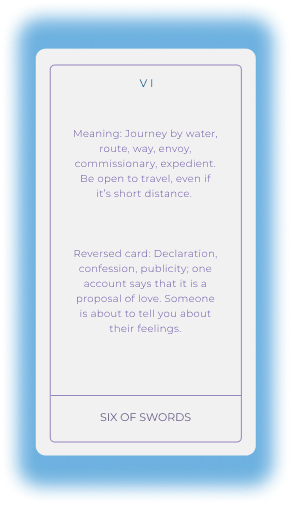 VI
Meaning: Journey by water,
route, way, envoy,
commissionary, expedient.
Be open to travel, even if
it's short distance.
Reversed card: Declaration,
confession, publicity; one
account says that it is a
proposal of love. Someone
is about to tell you about
their feelings.
SIX OF SWORDS